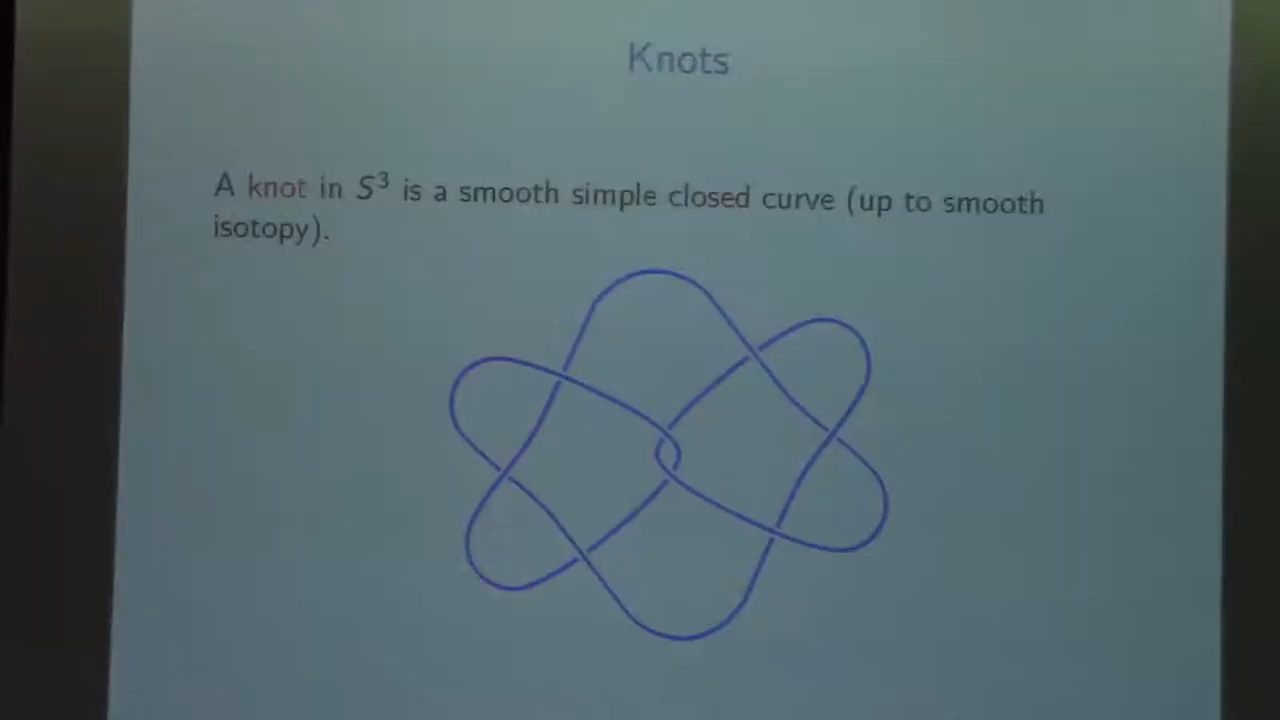 Knots
A knot in S³ is a smooth simple closed curve (up to smooth
isotopy).